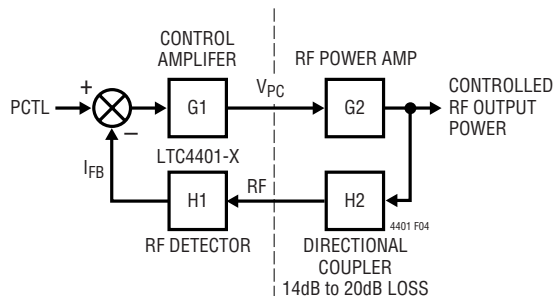 CONTROL
AMPLIFER
RF POWER AMP
+
PCTL
G1
VPC
G2
CONTROLLED
RF OUTPUT
POWER
–
LTC4401-X
IFB
H1
RF
H2
4401 F04
RF DETECTOR
DIRECTIONAL
COUPLER
14dB to 20dB LOSS